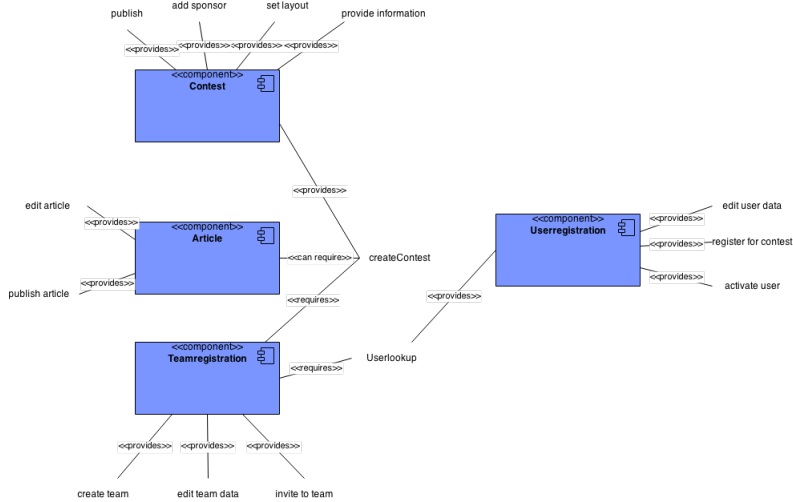 publish
add sponsor
set layout
provide information
<<provides>>
<<provides>>
<<provides>>
<<provides>>
<<component>>
Contest
<<provides>>
edit article
<<provides>>
<<component>>
Article
<<can require>>
createContest
publish article
<<provides>>
<<requires>>
<<component>>
Userregistration
<<provides>>
edit user data
<<provides>>
register for contest
<<provides>>
activate user
<<provides>>
<<component>>
Teamregistration
<<requires>>
Userlookup
<<provides>>
<<provides>>
<<provides>>
create team
edit team data
invite to team